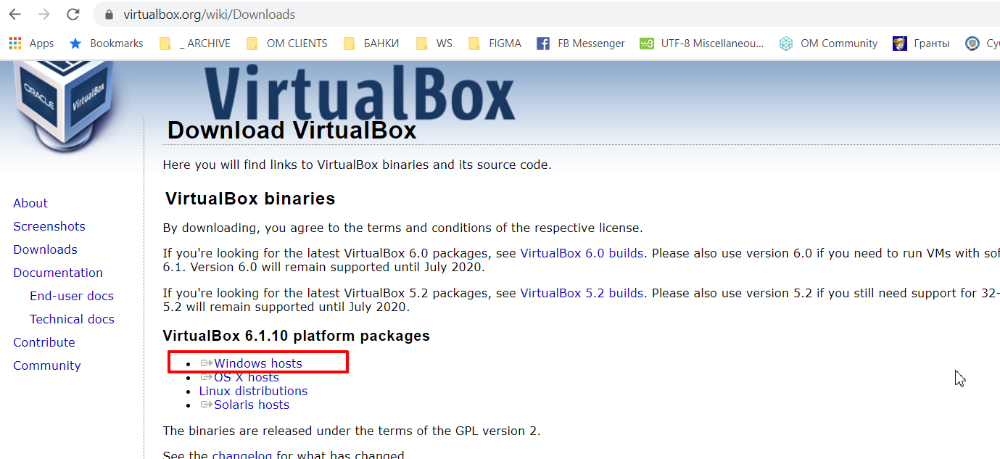 virtualbox.org/wiki/Downloads
Apps Bookmarks _ ARCHIVE OM CLIENTS БАНКИ WS FIGMA FB Messenger UTF-8 Miscellaneou... OM Community Гранты
ORACLE VirtualBox
VirtualBox
Download VirtualBox
Here you will find links to VirtualBox binaries and its source code.
VirtualBox binaries
About
Screenshots
Downloads
Documentation
End-user docs
Technical docs
Contribute
Community
By downloading, you agree to the terms and conditions of the respective license.
If you're looking for the latest VirtualBox 6.0 packages, see VirtualBox 6.0 builds. Please also use version 6.0 if you need to run VMs with
6.1. Version 6.0 will remain supported until July 2020.
If you're looking for the latest VirtualBox 5.2 packages, see VirtualBox 5.2 builds. Please also use version 5.2 if you still need support for 32-
5.2 will remain supported until July 2020.
VirtualBox 6.1.10 platform packages
Windows hosts
OS X hosts
Linux distributions
Solaris hosts
The binaries are released under the terms of the GPL version 2.
See the changelog for what has changed.